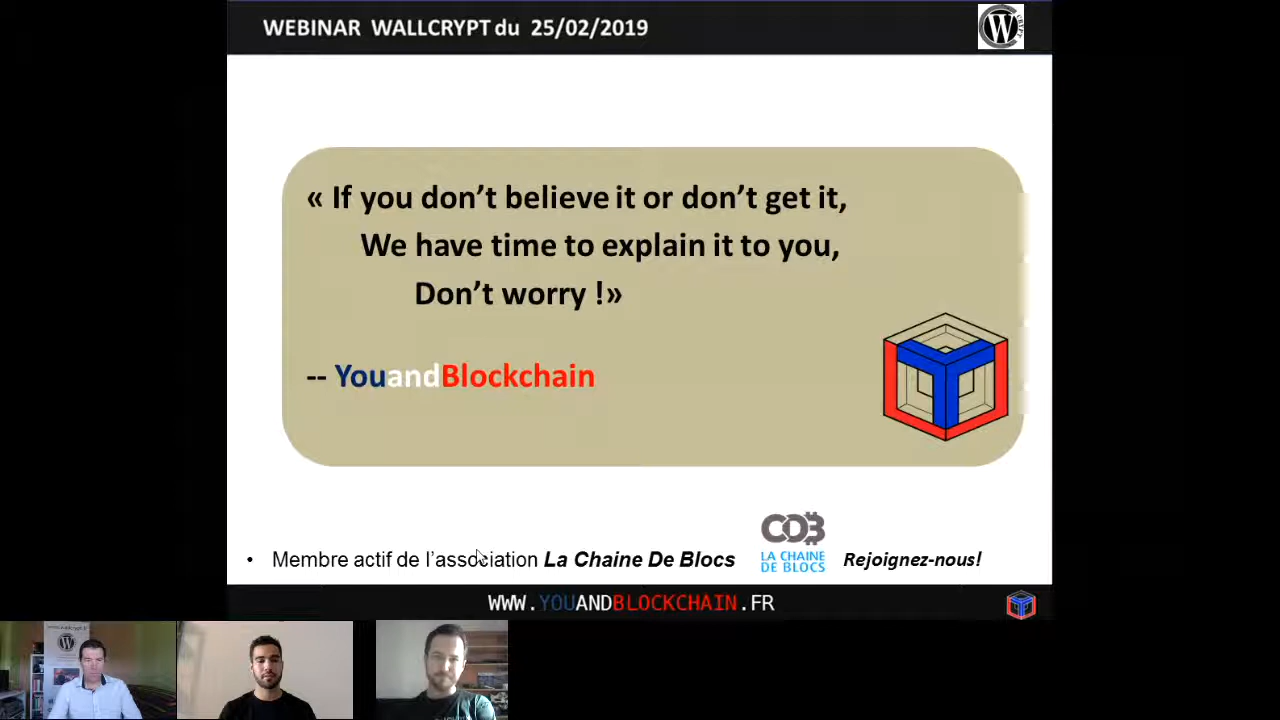 WEBINAR WALLCRYPT du 25/02/2019
« If you don’t believe it or don’t get it,
We have time to explain it to you,
Don’t worry !»
-- YouandBlockchain
CDB
LA CHAINE
DE BLOCS
• Membre actif de l’association La Chaine De Blocs
Rejoignez-nous!
WWW.YOUANDBLOCKCHAIN.FR
W